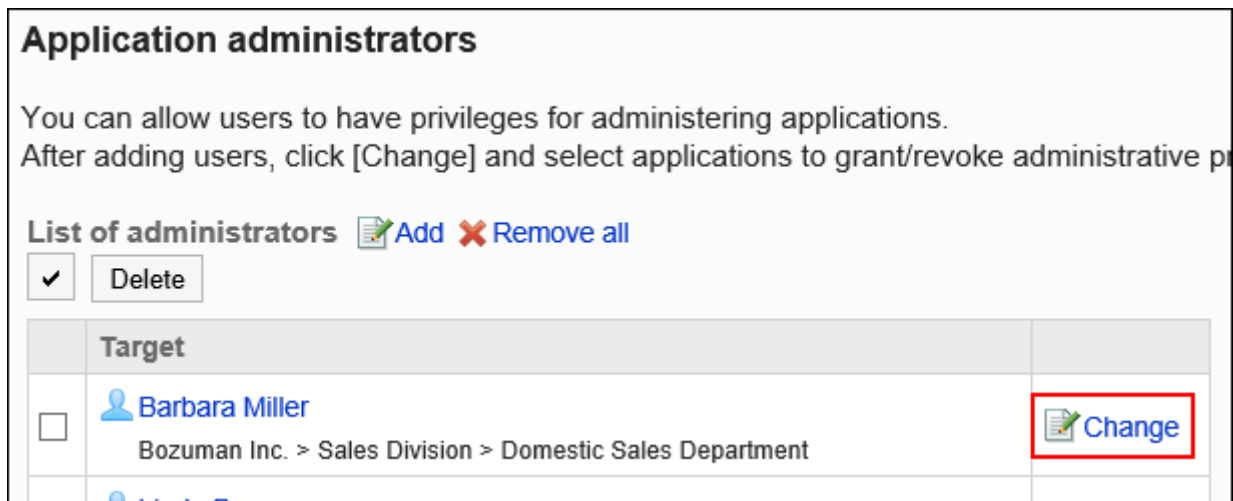 Application administrators
You can allow users to have privileges for administering applications.
After adding users, click [Change] and select applications to grant/revoke administrative
List of administrators Add Remove all
Delete
Target
Barbara Miller
Change
Bozuman Inc. > Sales Division > Domestic Sales Department